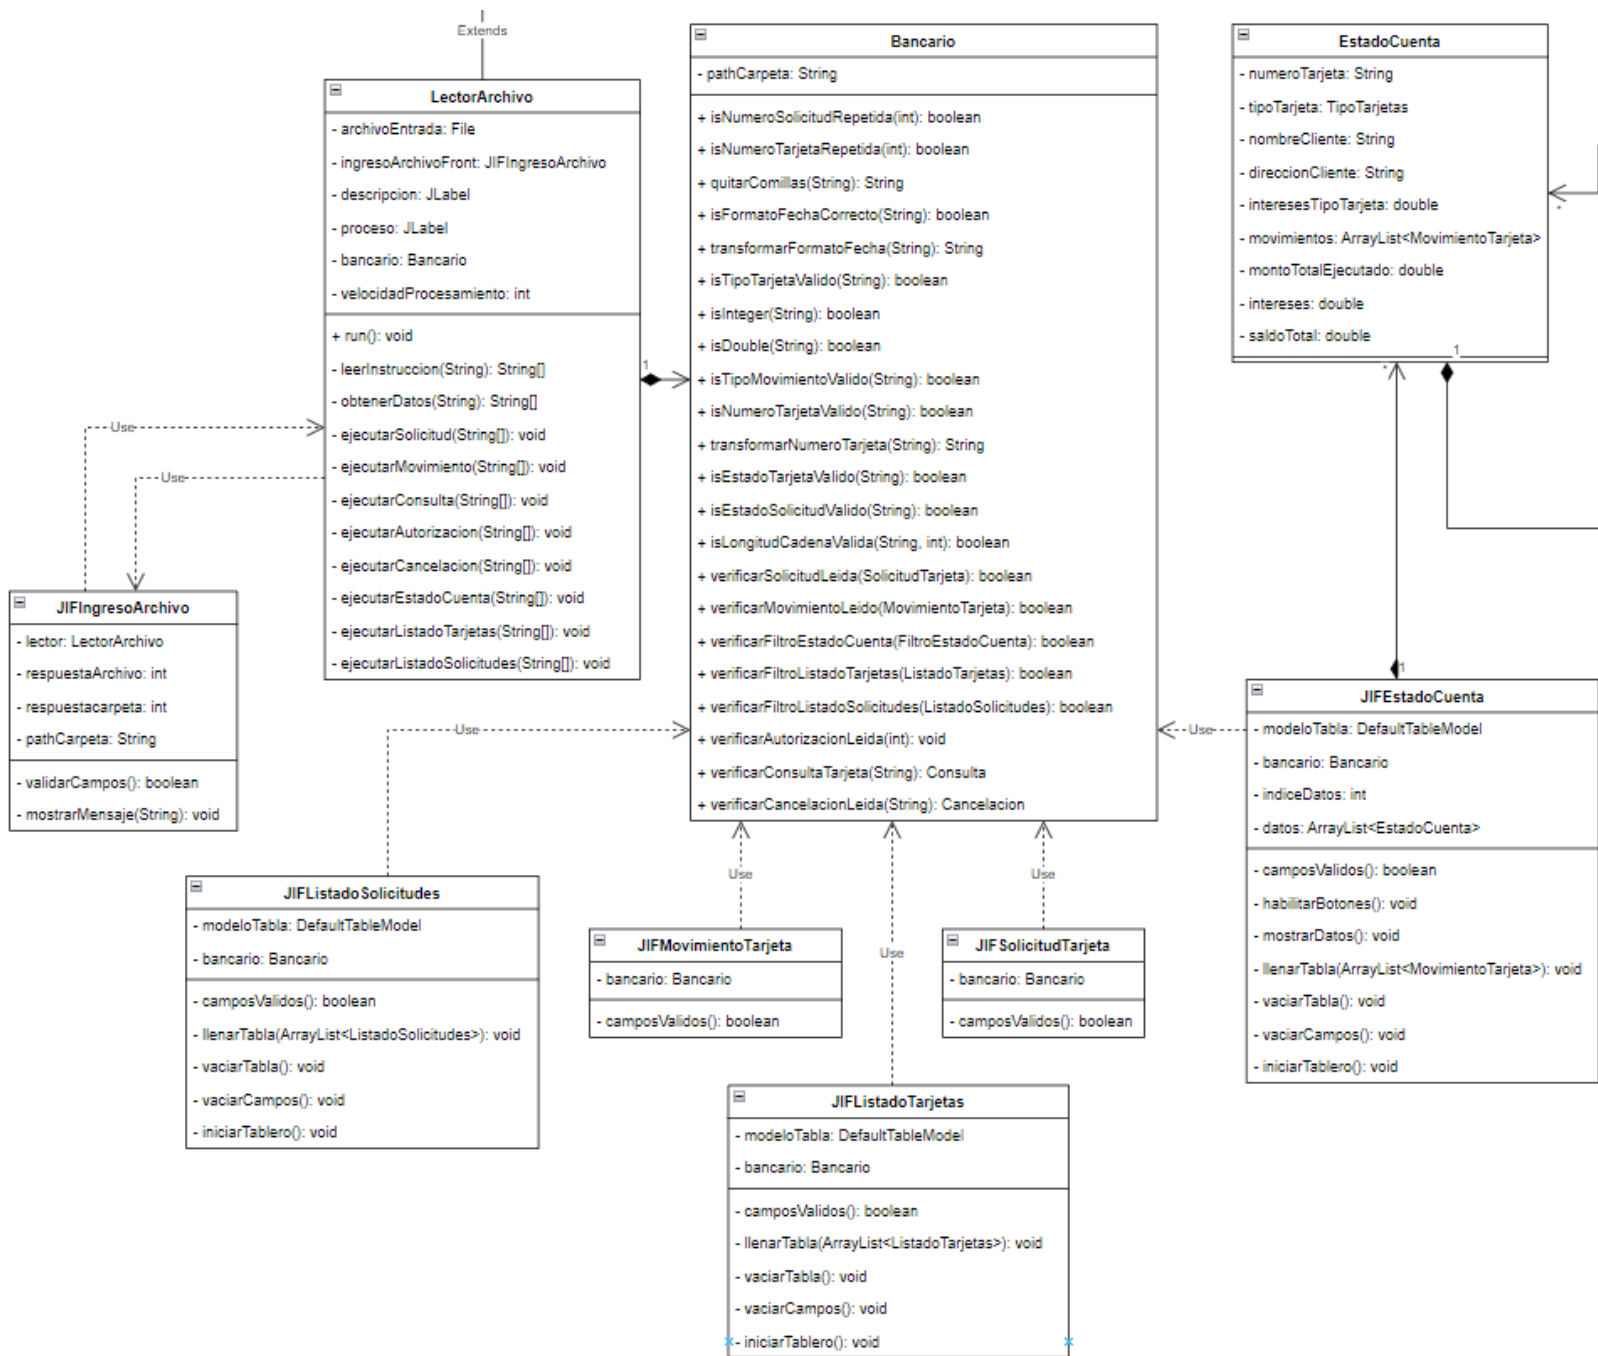 Extends
LectorArchivo
- archivoEntrada: File
- ingresoArchivoFront: JIFIngresoArchivo
- descripcion: JLabel
- proceso: JLabel
- bancario: Bancario
- velocidadProcesamiento: int
+ run(): void
- leerInstruccion(String): String[]
- obtenerDatos(String): String[]
- ejecutarSolicitud(String[]): void
- ejecutarMovimiento(String[]): void
- ejecutarConsulta(String[]): void
- ejecutarAutorizacion(String[]): void
- ejecutarCancelacion(String[]): void
- ejecutarEstadoCuenta(String[]): void
- ejecutarListadoTarjetas(String[]): void
- ejecutarListadoSolicitudes(String[]): void
1
Bancario
- pathCarpeta: String
+ isNumeroSolicitudRepetida(int): boolean
+ isNumeroTarjetaRepetida(int): boolean
+ quitarComillas(String): String
+ isFormatoFechaCorrecto(String): boolean
+ transformarFormatoFecha(String): String
+ isTipoTarjetaValido(String): boolean
+ isInteger(String): boolean
+ isDouble(String): boolean
+ isTipoMovimientoValido(String): boolean
+ isNumeroTarjetaValido(String): boolean
+ transformarNumeroTarjeta(String): String
+ isEstadoTarjetaValido(String): boolean
+ isEstadoSolicitudValido(String): boolean
+ isLongitudCadenaValida(String, int): boolean
+ verificarSolicitudLeida(SolicitudTarjeta): boolean
+ verificarMovimientoLeido(MovimientoTarjeta): boolean
+ verificarFiltroEstadoCuenta(FiltroEstadoCuenta): boolean
+ verificarFiltroListadoTarjetas(ListadoTarjetas): boolean
+ verificarFiltroListadoSolicitudes(ListadoSolicitudes): boolean
+ verificarAutorizacionLeida(int): void
+ verificarConsultaTarjeta(String): Consulta
+ verificarCancelacionLeida(String): Cancelacion
EstadoCuenta
- numeroTarjeta: String
- tipoTarjeta: TipoTarjetas
- nombreCliente: String
- direccionCliente: String
- interesesTipoTarjeta: double
- movimientos: ArrayList<MovimientoTarjeta>
- montoTotalEjecutado: double
- intereses: double
- saldoTotal: double
*
1
*
1
Use
Use
JIFIngresoArchivo
- lector: LectorArchivo
- respuestaArchivo: int
- respuestacarpeta: int
- pathCarpeta: String
- validarCampos(): boolean
- mostrarMensaje(String): void
Use
Use
JIFEstadoCuenta
- modeloTabla: DefaultTableModel
- bancario: Bancario
- indiceDatos: int
- datos: ArrayList<EstadoCuenta>
- camposValidos(): boolean
- habilitarBotones(): void
- mostrarDatos(): void
- llenarTabla(ArrayList<MovimientoTarjeta>): void
- vaciarTabla(): void
- vaciarCampos(): void
- iniciarTablero(): void
JIFListadoSolicitudes
- modeloTabla: DefaultTableModel
- bancario: Bancario
- camposValidos(): boolean
- llenarTabla(ArrayList<ListadoSolicitudes>): void
- vaciarTabla(): void
- vaciarCampos(): void
- iniciarTablero(): void
Use
JIFMovimientoTarjeta
- bancario: Bancario
- camposValidos(): boolean
Use
Use
JIFSolicitudTarjeta
- bancario: Bancario
- camposValidos(): boolean
JIFListadoTarjetas
- modeloTabla: DefaultTableModel
- bancario: Bancario
- camposValidos(): boolean
- llenarTabla(ArrayList<ListadoTarjetas>): void
- vaciarTabla(): void
- vaciarCampos(): void
- iniciarTablero(): void